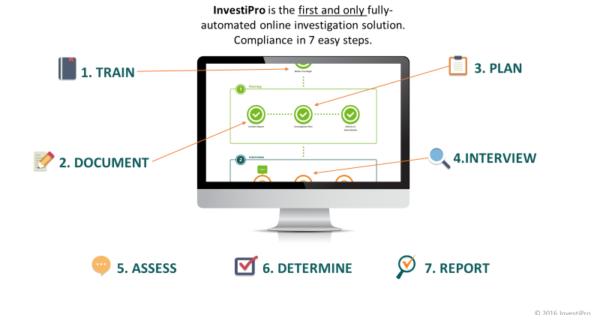 InvestiPro is the first and only fully-
automated online investigation solution.
Compliance in 7 easy steps.
1. TRAIN
3. PLAN
2. DOCUMENT
4.INTERVIEW
5. ASSESS
6. DETERMINE
7. REPORT
© 2016 InvestiPro